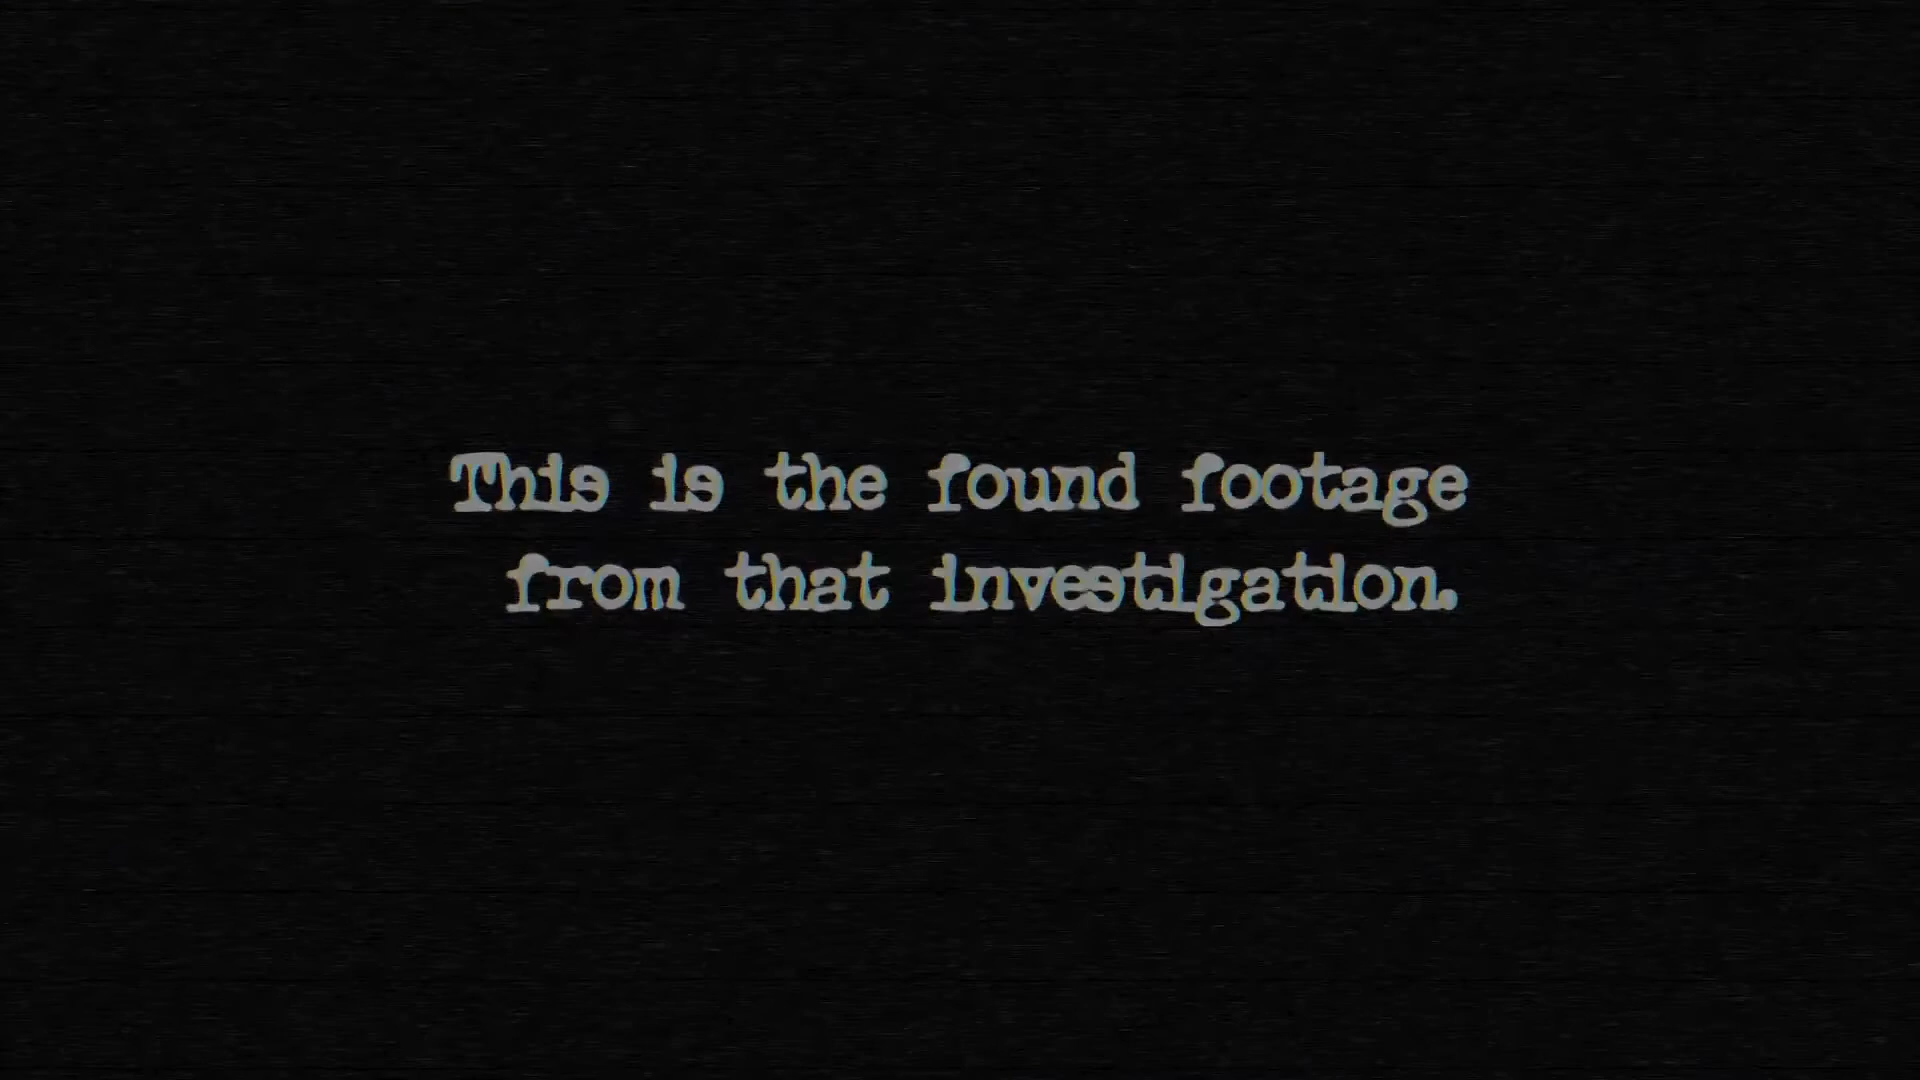 This is the found footage
from that investigation.